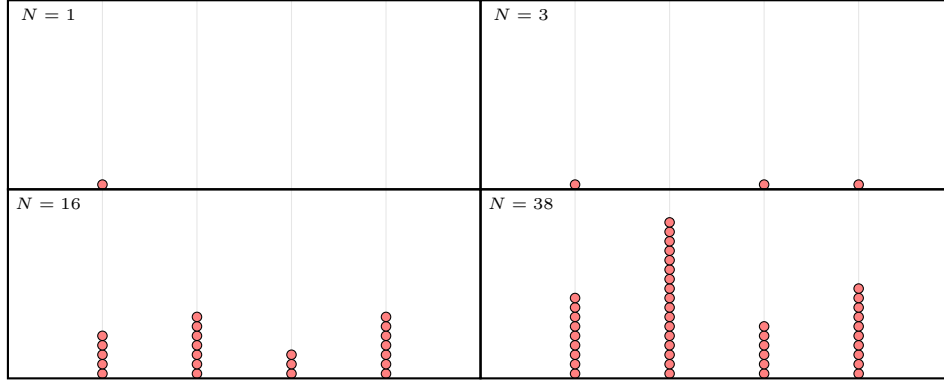 N = 1
N = 3
N = 16
N = 38